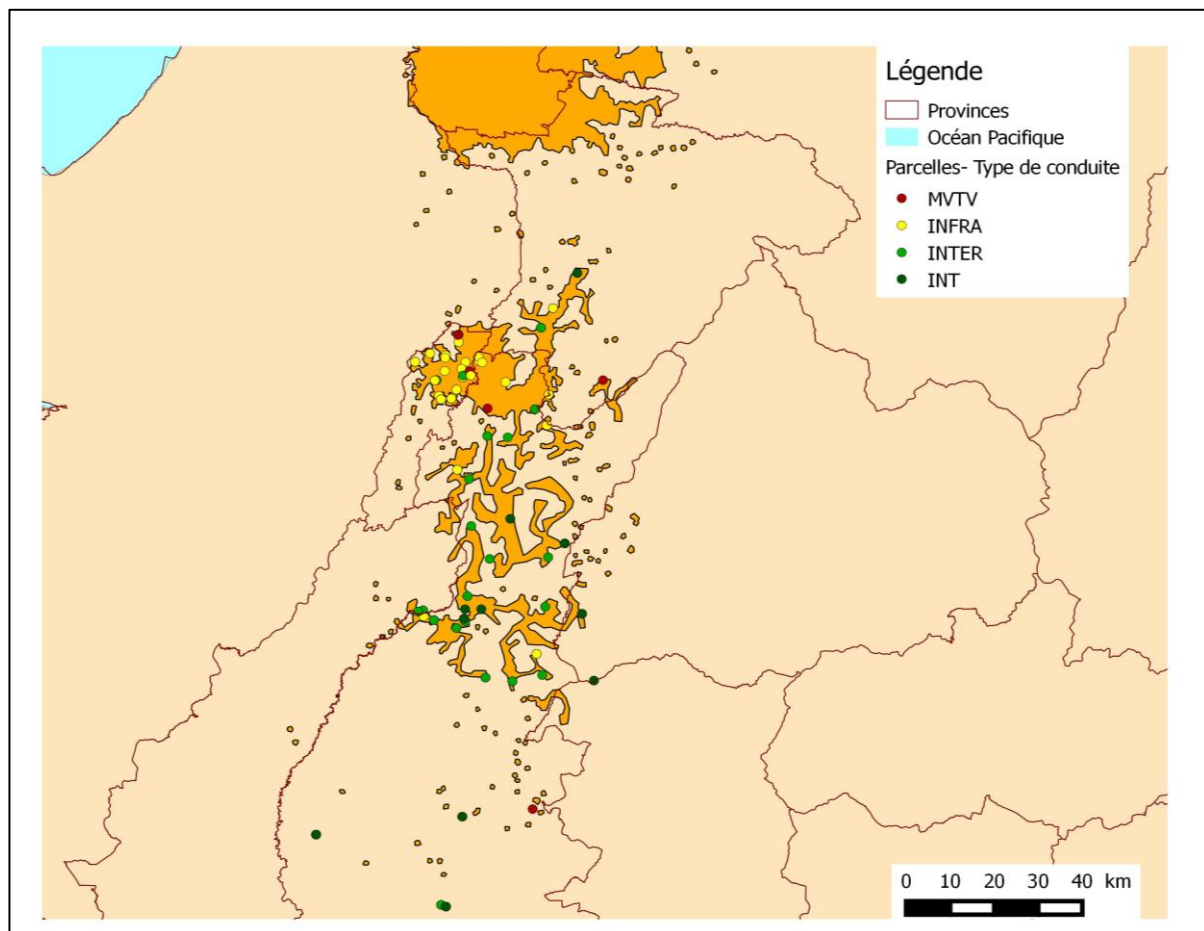 Légende
Provinces
Océan Pacifique
Parcelles- Type de conduite
MVTV
INFRA
INTER
INT
0 10 20 30 40 km